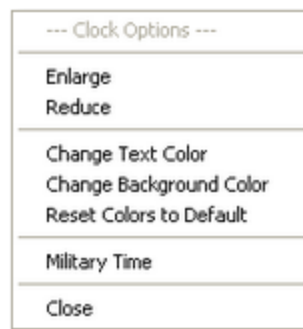 --- Clock Options ---
Enlarge
Reduce
Change Text Color
Change Background Color
Reset Colors to Default
Military Time
Close